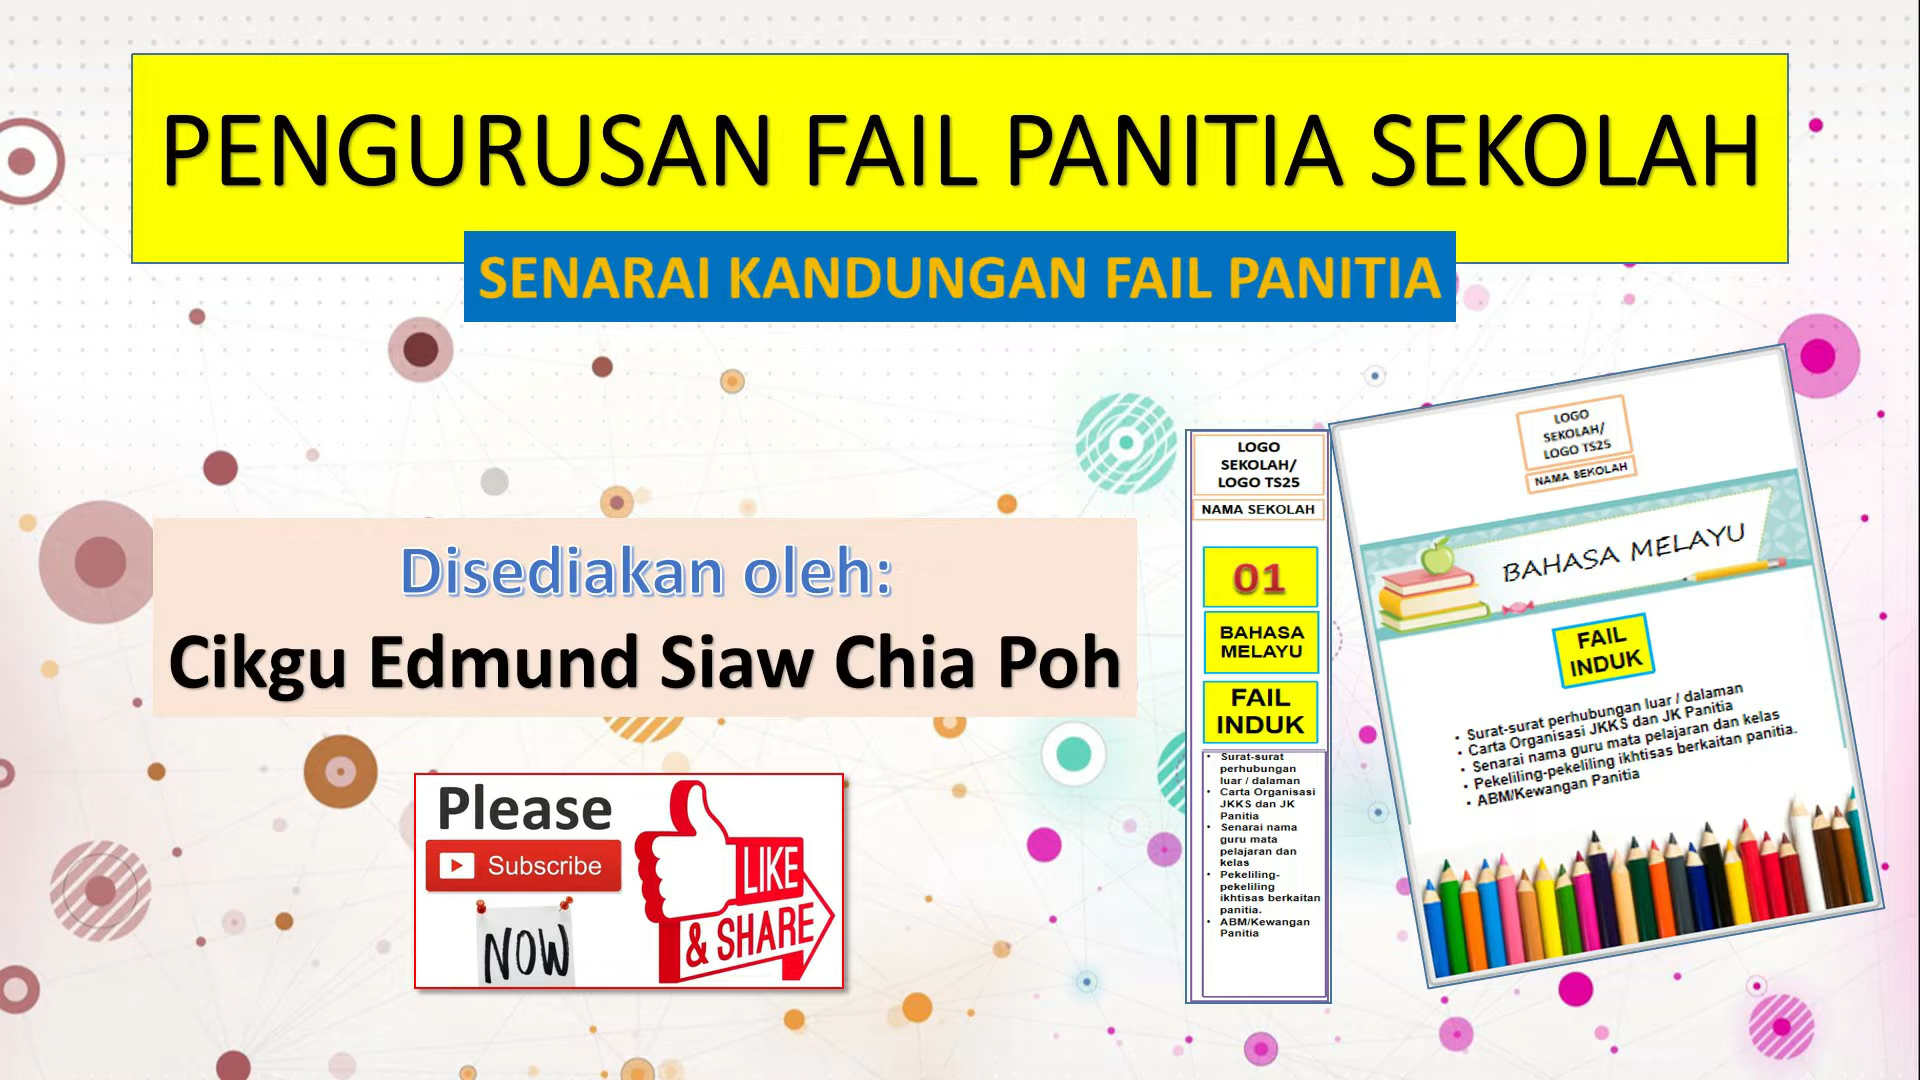 PENGURUSAN FAIL PANITIA SEKOLAH
SENARAI KANDUNGAN FAIL PANITIA
Disediakan oleh:
Cikgu Edmund Siaw Chia Poh
Please
Subscribe
NOW
LIKE
& SHARE
LOGO
SEKOLAH/
LOGO TS25
NAMA SEKOLAH
01
BAHASA
MELAYU
FAIL
INDUK
• Surat-surat
perhubungan
luar / dalaman
• Carta Organisasi
JKKS dan JK
Panitia
• Senarai nama
guru mata
pelajaran dan
kelas
• Pekeliling-
pekeliling
ikhtisas berkaitan
panitia.
• ABM/Kewangan
Panitia
LOGO
SEKOLAH/
LOGO TS25
NAMA SEKOLAH
BAHASA MELAYU
FAIL
INDUK
• Surat-surat perhubungan luar / dalaman
• Carta Organisasi JKKS dan JK Panitia
• Senarai nama guru mata pelajaran dan kelas
• Pekeliling-pekeliling ikhtisas berkaitan panitia.
• ABM/Kewangan Panitia